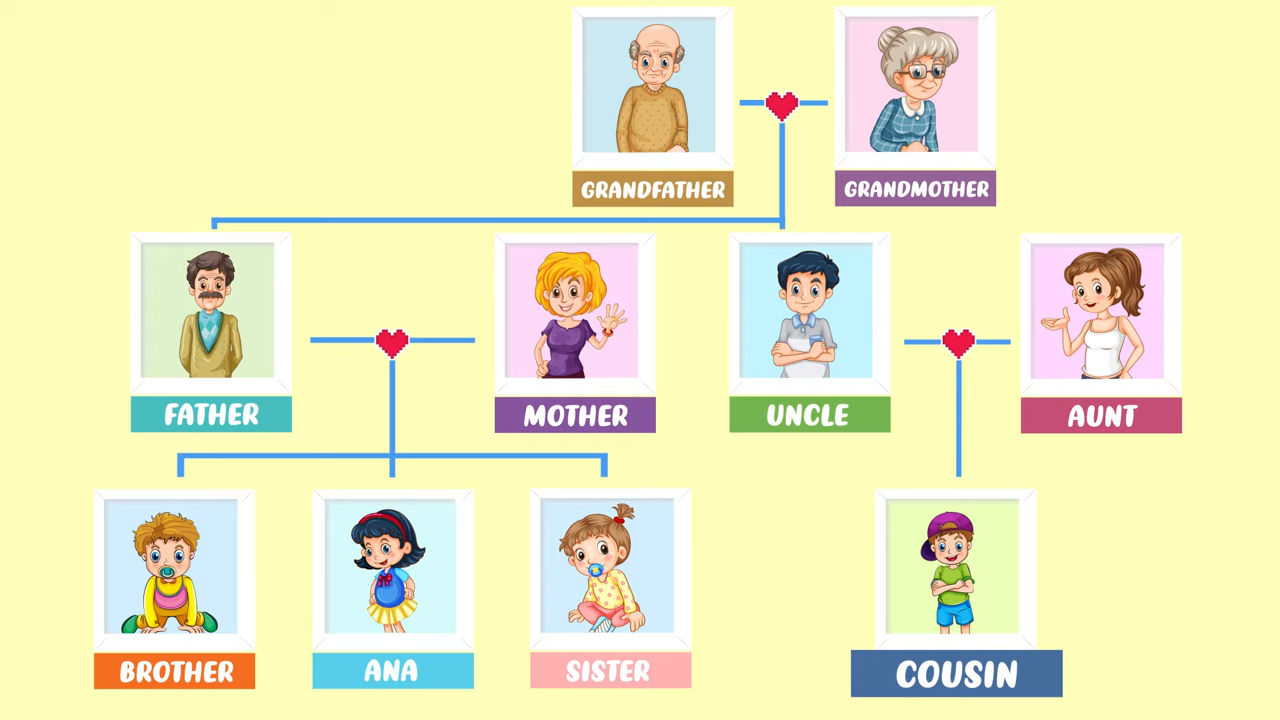 GRANDFATHER
GRANDMOTHER
FATHER
MOTHER
UNCLE
AUNT
BROTHER
ANA
SISTER
COUSIN